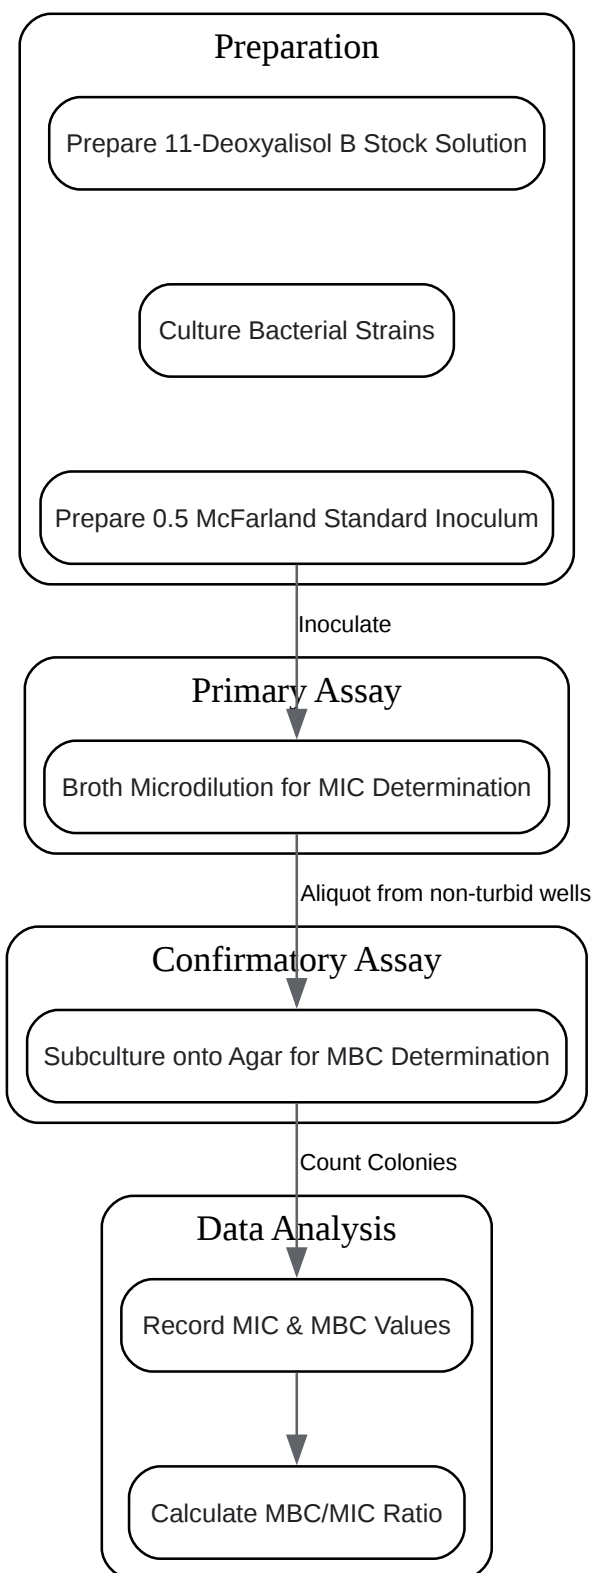 Preparation
Prepare 11-Deoxyalisol B Stock Solution
Culture Bacterial Strains
Prepare 0.5 McFarland Standard Inoculum
Inoculate
Primary Assay
Broth Microdilution for MIC Determination
Aliquot from non-turbid wells
Confirmatory Assay
Subculture onto Agar for MBC Determination
Count Colonies
Data Analysis
Record MIC & MBC Values
Calculate MBC/MIC Ratio